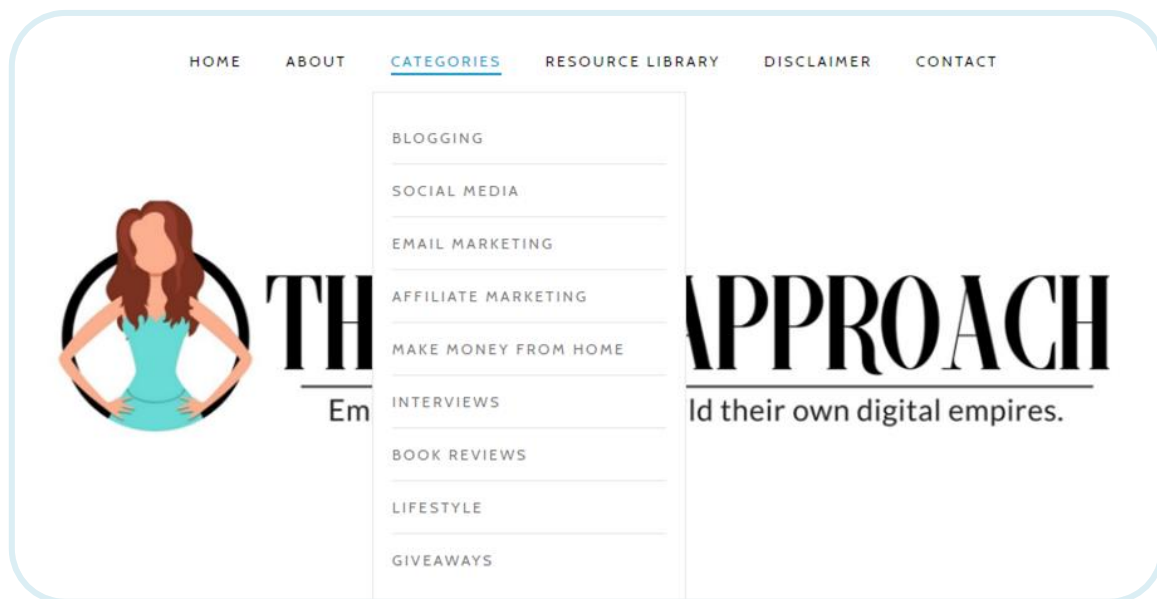 HOME ABOUT CATEGORIES RESOURCE LIBRARY DISCLAIMER CONTACT
BLOGGING
SOCIAL MEDIA
EMAIL MARKETING
AFFILIATE MARKETING
MAKE MONEY FROM HOME
INTERVIEWS
BOOK REVIEWS
LIFESTYLE
GIVEAWAYS
TH APPROACH
Em ld their own digital empires.